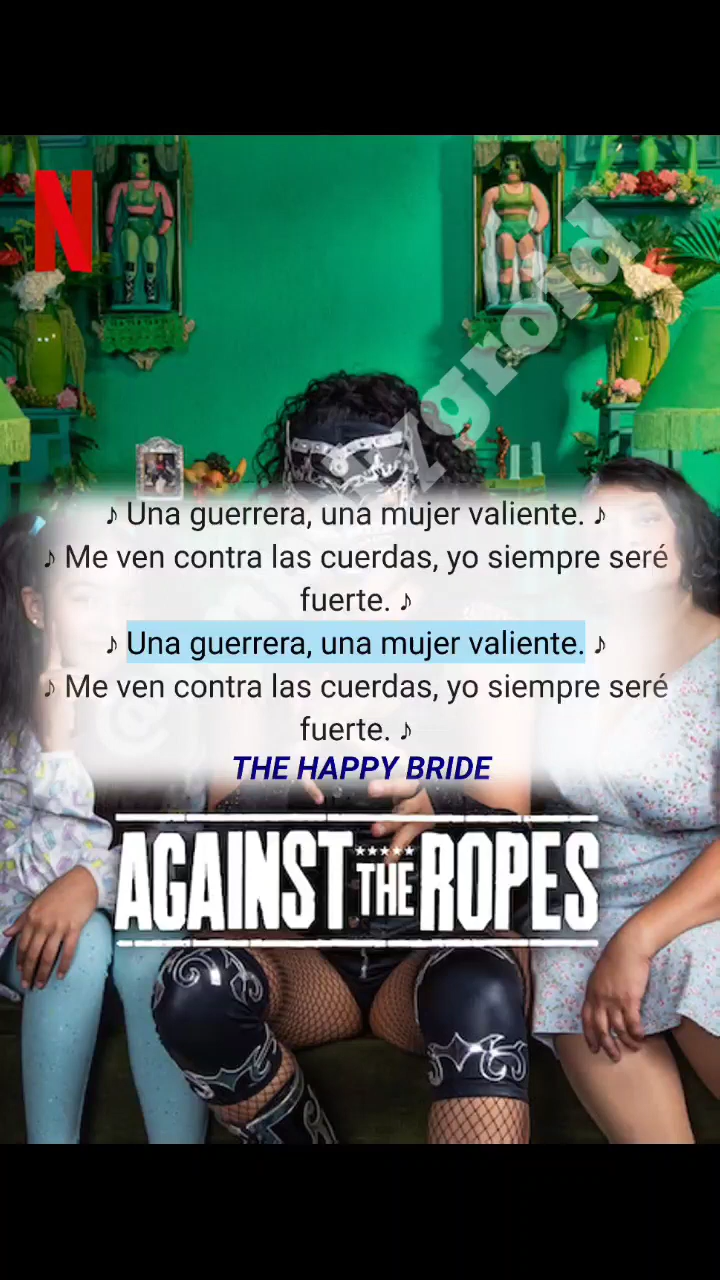 N
♪ Una guerrera, una mujer valiente. ♪
♪ Me ven contra las cuerdas, yo siempre seré
fuerte. ♪
♪ Una guerrera, una mujer valiente. ♪
♪ Me ven contra las cuerdas, yo siempre seré
fuerte. ♪
THE HAPPY BRIDE
AGAINST THE ROPES